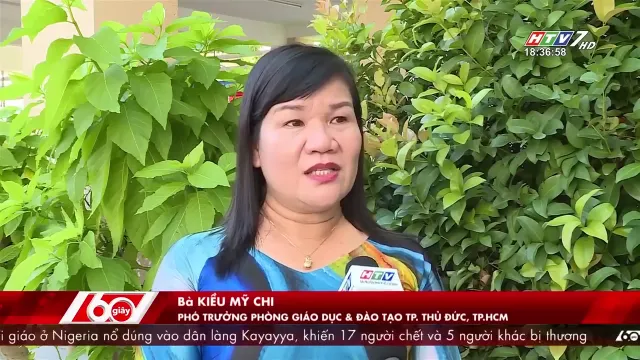 HTV7 HD
18:36:58
HTV
Bà KIỀU MỸ CHI
60 giây
PHÓ TRƯỞNG PHÒNG GIÁO DỤC & ĐÀO TẠO TP. THỦ ĐỨC, TP.HCM
i giáo ở Nigeria nổ súng vào dân làng Kayayya, khiến 17 người chết và 5 người khác bị thương